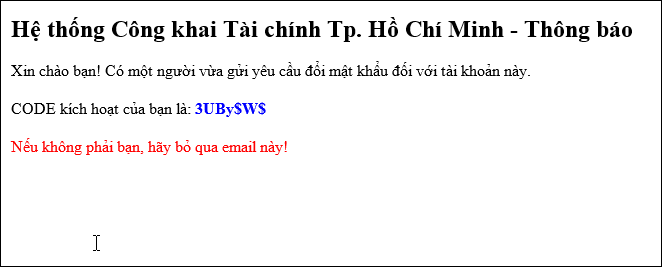 Hệ thống Công khai Tài chính Tp. Hồ Chí Minh - Thông báo
Xin chào bạn! Có một người vừa gửi yêu cầu đổi mật khẩu đối với tài khoản này.
CODE kích hoạt của bạn là: 3UBy$W$
Nếu không phải bạn, hãy bỏ qua email này!